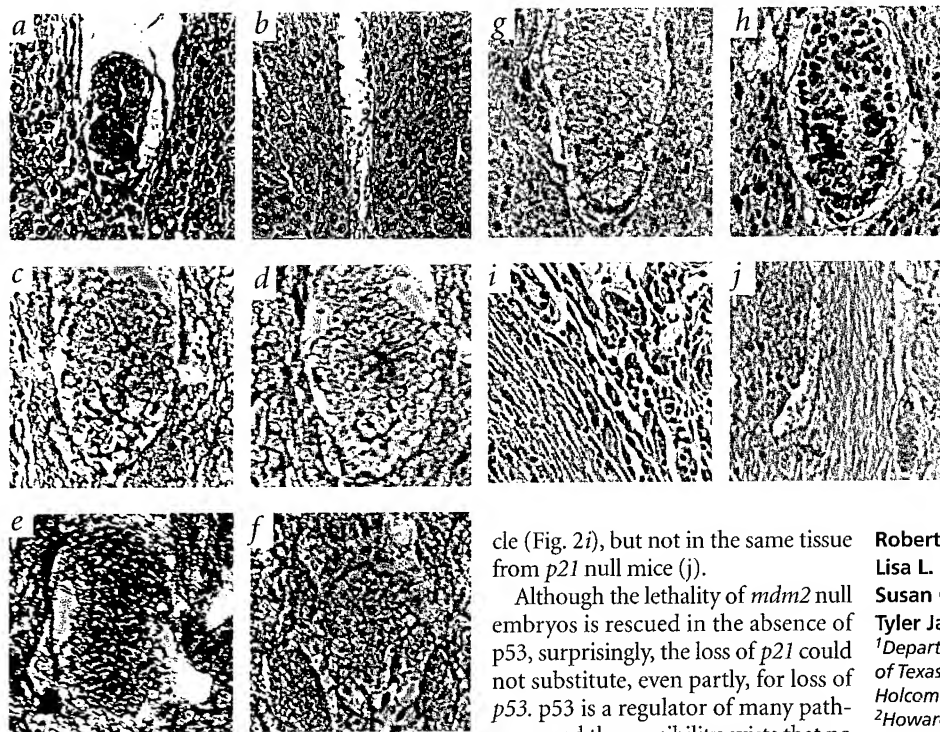 a
b
g
h
c
d
i
j
e
f
cle (Fig. 2i), but not in the same tissue
from p21 null mice (j).
Although the lethality of mdm2 null
embryos is rescued in the absence of
p53, surprisingly, the loss of p21 could
not substitute, even partly, for loss of
p53. p53 is a regulator of many path-
Robert
Lisa L.
Susan
Tyler Ja
1Depart
of Texas
Holcom
2Howar